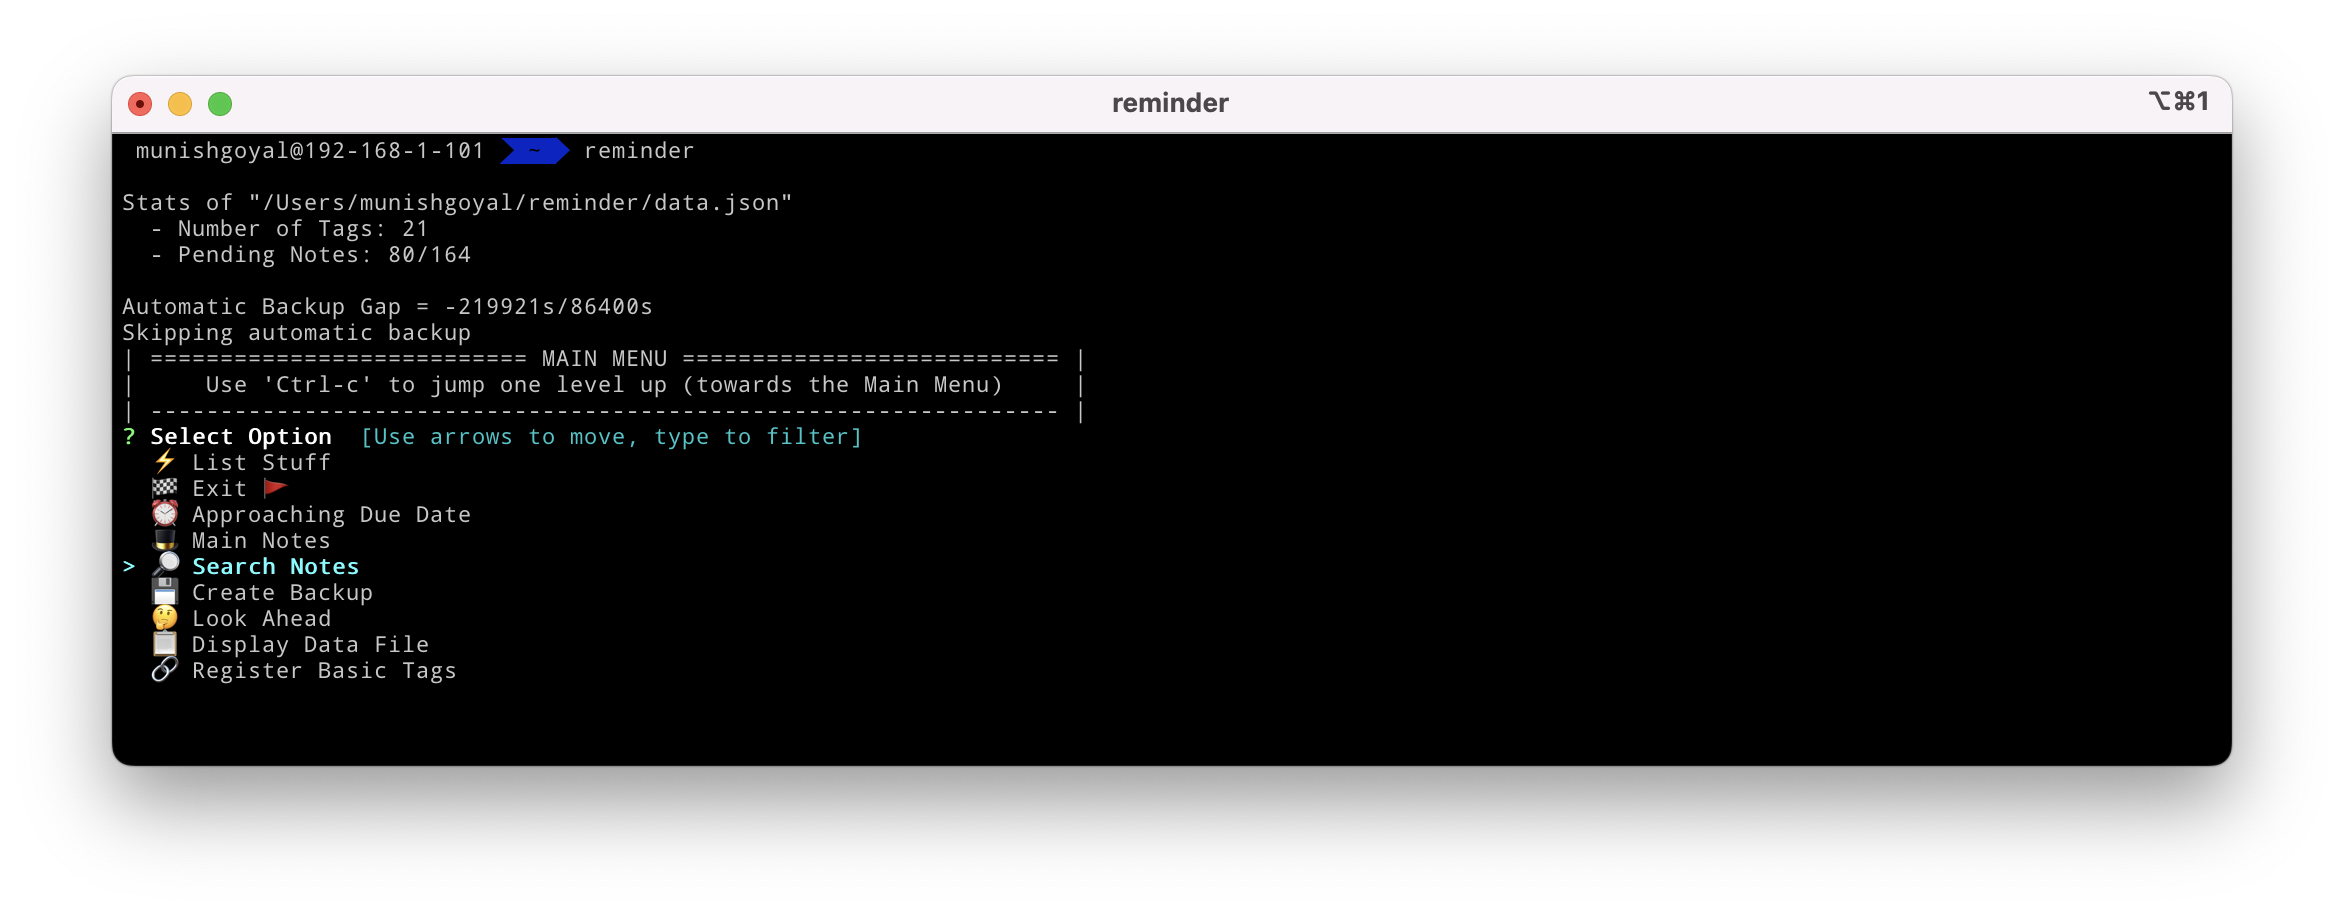 reminder
⌥⌘1
munishgoyal@192-168-1-101 ~ reminder
Stats of "/Users/munishgoyal/reminder/data.json"
- Number of Tags: 21
- Pending Notes: 80/164
Automatic Backup Gap = -219921s/86400s
Skipping automatic backup
| =========================== MAIN MENU =========================== |
| Use 'Ctrl-c' to jump one level up (towards the Main Menu) |
| ----------------------------------------------------------------- |
? Select Option [Use arrows to move, type to filter]
⚡ List Stuff
🏁 Exit 🚩
⏰ Approaching Due Date
🎩 Main Notes
> 🔎 Search Notes
💾 Create Backup
🤔 Look Ahead
📋 Display Data File
🔗 Register Basic Tags